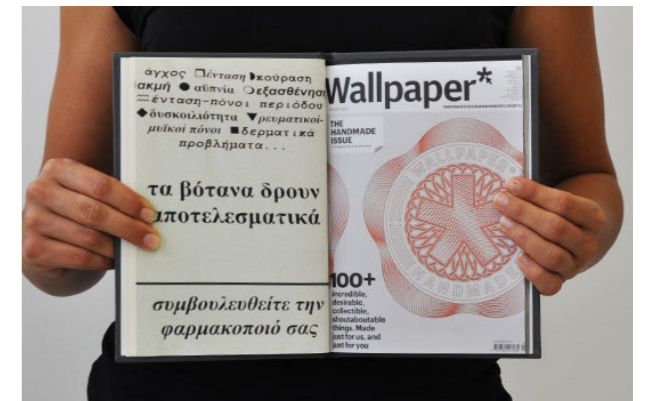 άγχος ❒ένταση ◗κούραση
ακμή ● αϋπνία ❍εξασθένηση
ένταση-πόνοι περιόδου
◆δυσκοιλιότητα ▼ρευματικοί-
μυϊκοί πόνοι ■δερματικά
προβλήματα...
τα βότανα δρουν
αποτελεσματικά
συμβουλευθείτε την
φαρμακοποιό σας
Wallpaper*
THE
HANDMADE
ISSUE
WALLPAPER*
HANDMADE
100+
incredible,
desirable,
collectible,
shoutaboutable
things. Made
just for us, and
just for you